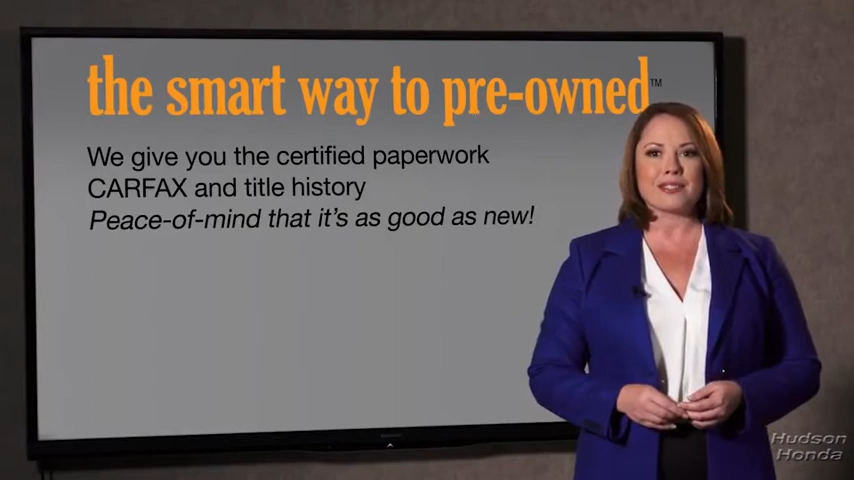 the smart way to pre-owned™
We give you the certified paperwork
CARFAX and title history
Peace-of-mind that it's as good as new!
Hudson
Honda